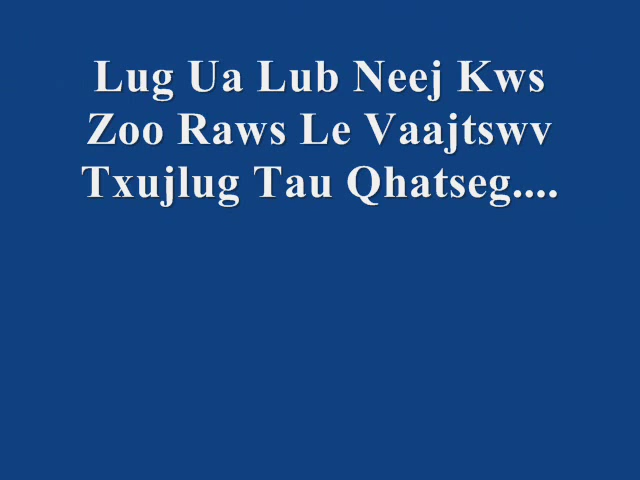 Lug Ua Lub Neej Kws
Zoo Raws Le Vaajtswv
Txujlug Tau Qhatseg....